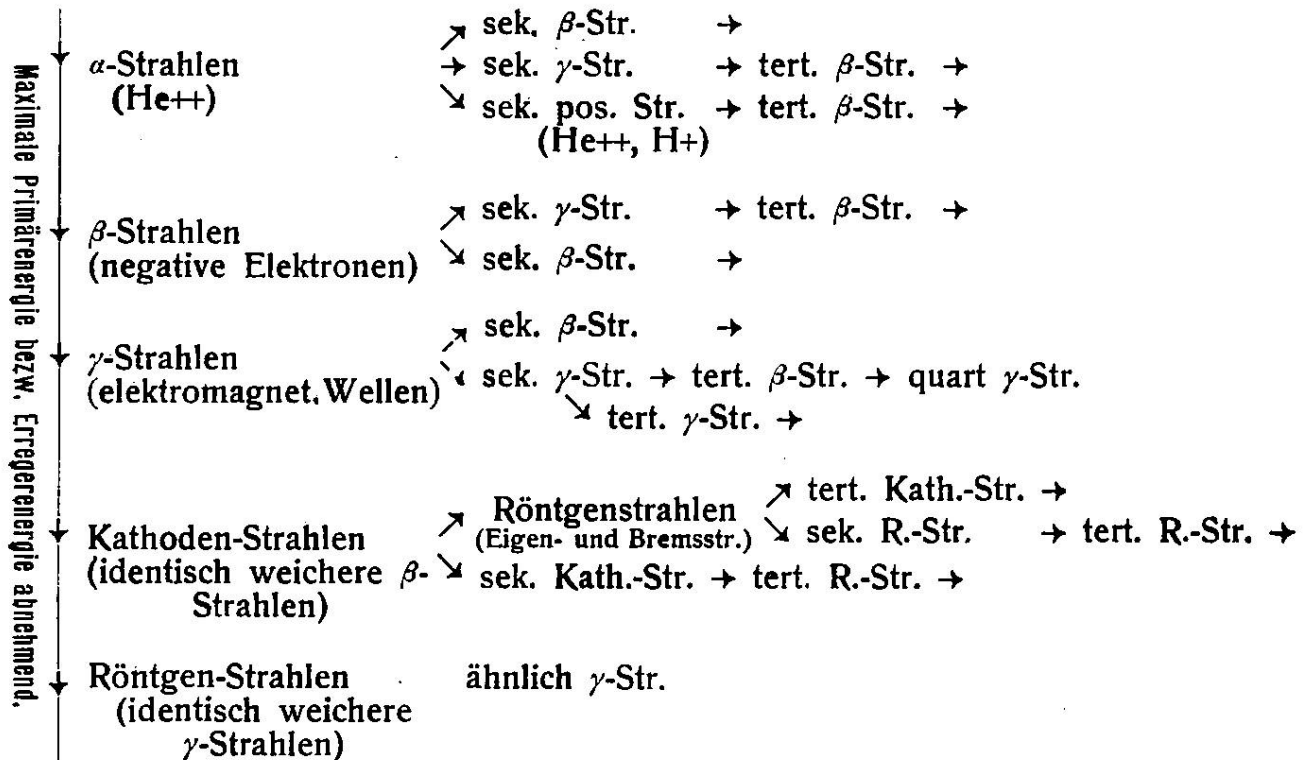 Maximale Primärenergie bezw. Erregerenergie abnehmend.
↗ sek. β-Str. →
α-Strahlen → sek. γ-Str. → tert. β-Str. →
(He++) ↘ sek. pos. Str. → tert. β-Str. →
(He++, H+)
↗ sek. γ-Str. → tert. β-Str. →
β-Strahlen
(negative Elektronen) ↘ sek. β-Str. →
↗ sek. β-Str. →
γ-Strahlen
(elektromagnet. Wellen) ↘ sek. γ-Str. → tert. β-Str. → quart γ-Str.
↘ tert. γ-Str. →
↗ tert. Kath.-Str. →
↗ Röntgenstrahlen
Kathoden-Strahlen (Eigen- und Bremsstr.) ↘ sek. R.-Str. → tert. R.-Str. →
(identisch weichere β- ↘ sek. Kath.-Str. → tert. R.-Str. →
Strahlen)
Röntgen-Strahlen ähnlich γ-Str.
(identisch weichere
γ-Strahlen)